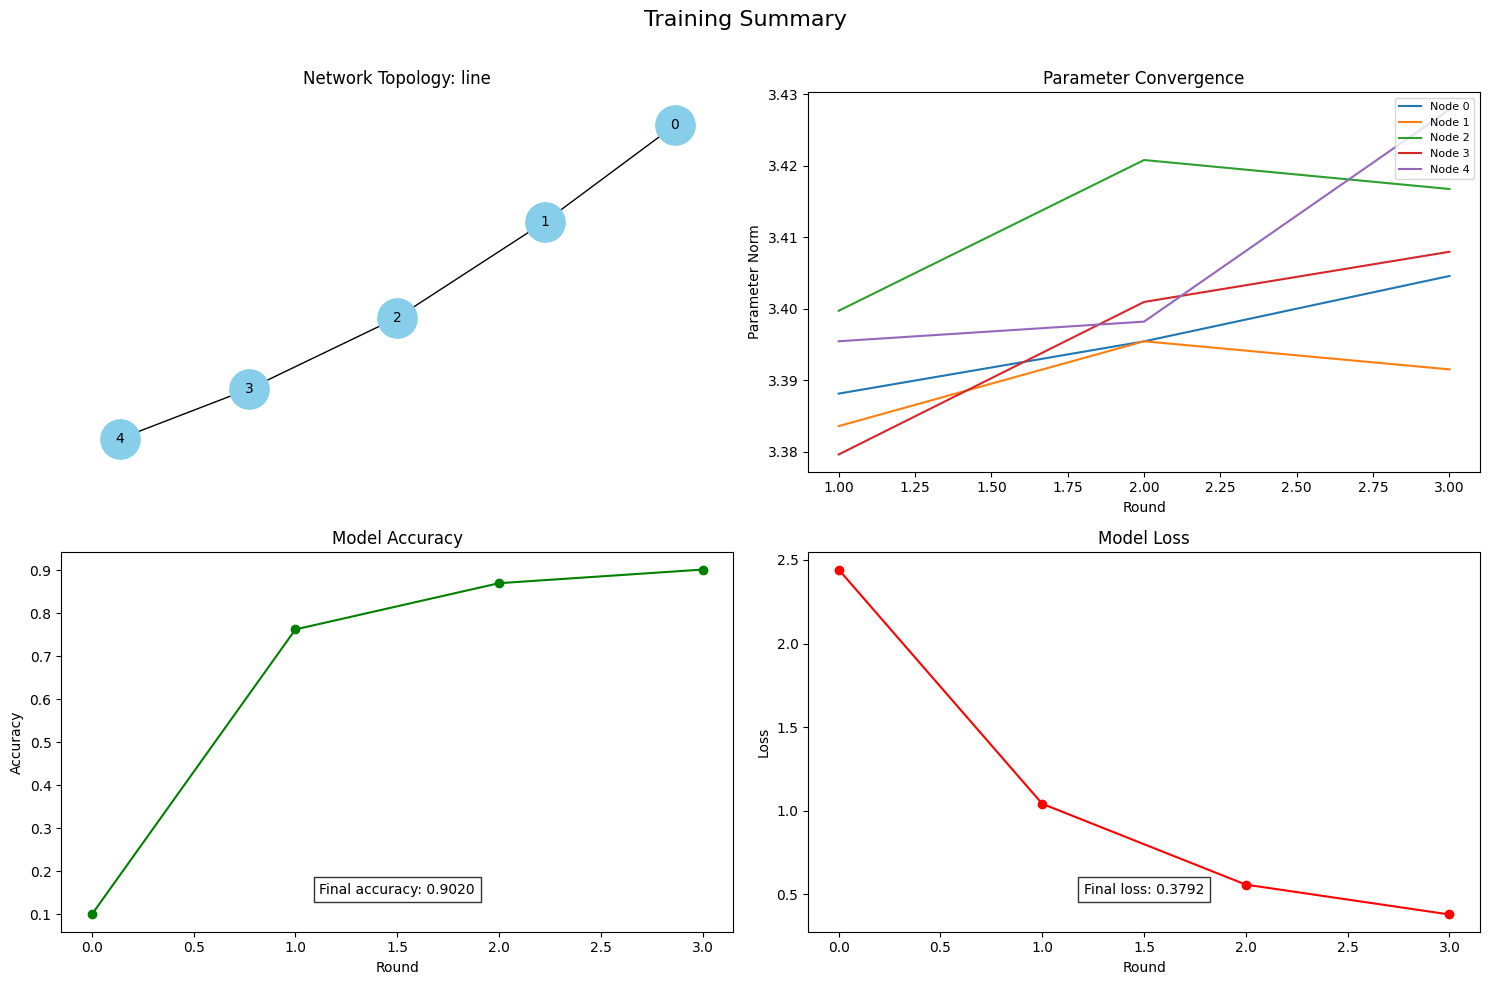 Training Summary
Network Topology: line
0
1
2
3
4
Parameter Convergence
Parameter Norm
3.43
3.42
3.41
3.40
3.39
3.38
Node 0
Node 1
Node 2
Node 3
Node 4
1.00 1.25 1.50 1.75 2.00 2.25 2.50 2.75 3.00
Round
Model Accuracy
Accuracy
0.9
0.8
0.7
0.6
0.5
0.4
0.3
0.2
0.1
Final accuracy: 0.9020
0.0 0.5 1.0 1.5 2.0 2.5 3.0
Round
Model Loss
Loss
2.5
2.0
1.5
1.0
0.5
Final loss: 0.3792
0.0 0.5 1.0 1.5 2.0 2.5 3.0
Round